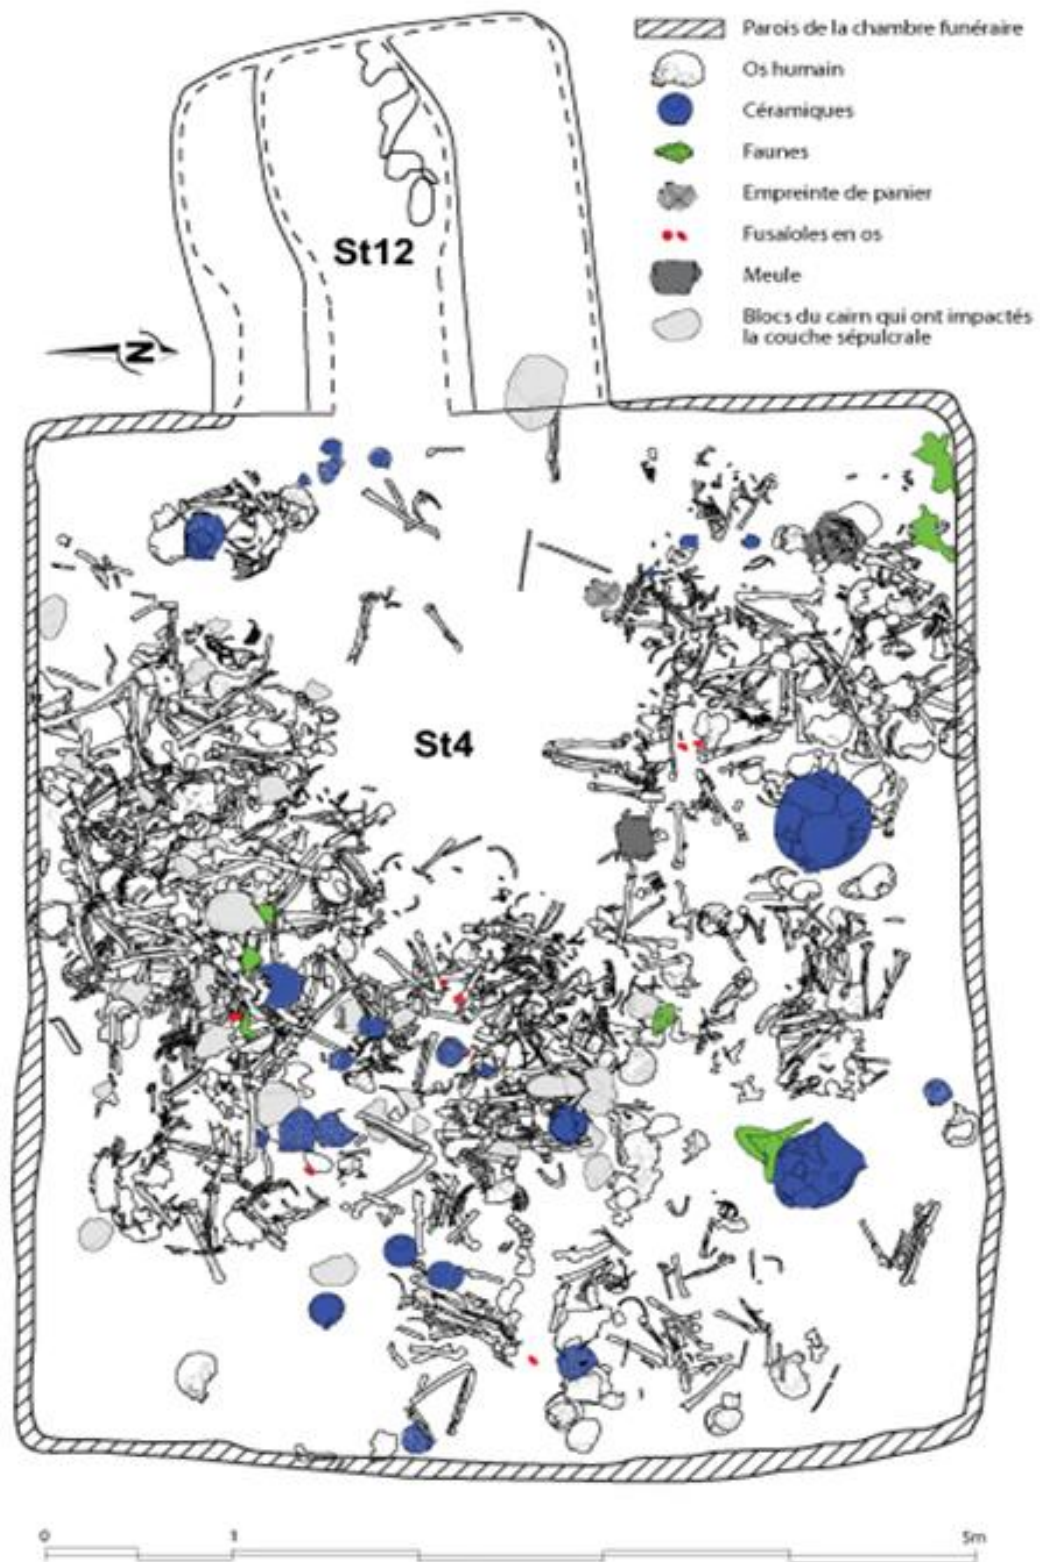 Parois de la chambre funéraire
Os humain
Céramiques
Faunes
Empreinte de panier
Fusaïoles en os
Meule
Blocs du cairn qui ont impactés
la couche sépulcrale
St12
N
St4
0 1 5m